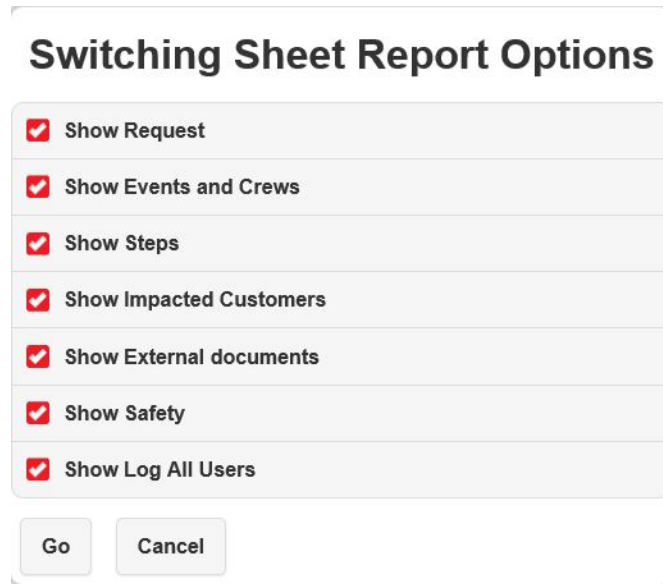 Switching Sheet Report Options
Show Request
Show Events and Crews
Show Steps
Show Impacted Customers
Show External documents
Show Safety
Show Log All Users
Go Cancel